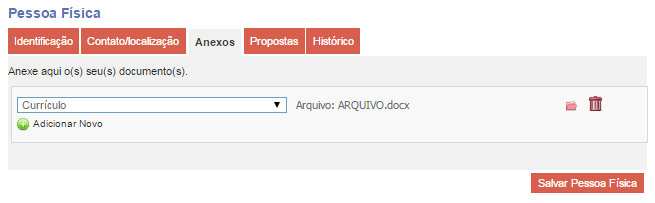 Pessoa Física
Identificação Contato/localização Anexos Propostas Histórico
Anexe aqui o(s) seu(s) documento(s).
Currículo Arquivo: ARQUIVO.docx
Adicionar Novo
Salvar Pessoa Física